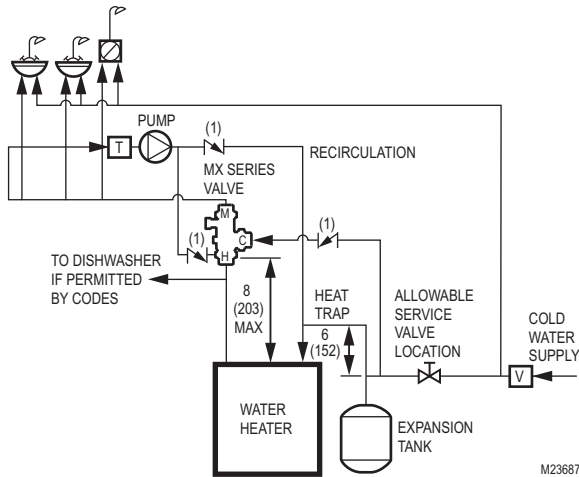 PUMP
(1)
T
RECIRCULATION
MX SERIES
VALVE
M
(1)
C
(1)
H
TO DISHWASHER
IF PERMITTED
BY CODES
8
(203)
MAX
HEAT
TRAP
6
(152)
ALLOWABLE
SERVICE
VALVE
LOCATION
COLD
WATER
SUPPLY
V
WATER
HEATER
EXPANSION
TANK
M23687